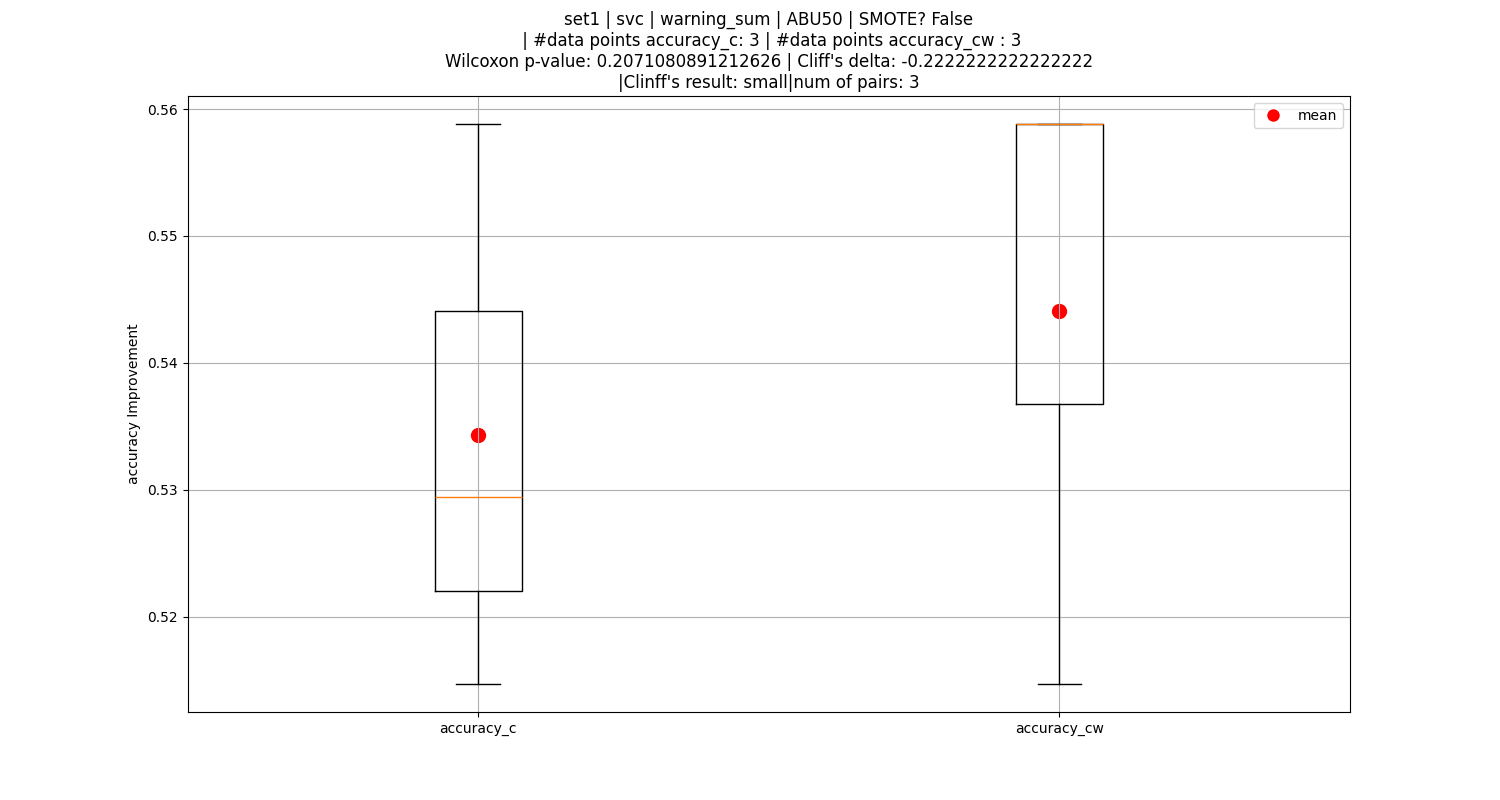 set1 | svc | warning_sum | ABU50 | SMOTE? False
| #data points accuracy_c: 3 | #data points accuracy_cw : 3
Wilcoxon p-value: 0.2071080891212626 | Cliff's delta: -0.2222222222222222
|Clinff's result: small|num of pairs: 3
mean
accuracy Improvement
0.56
0.55
0.54
0.53
0.52
accuracy_c
accuracy_cw